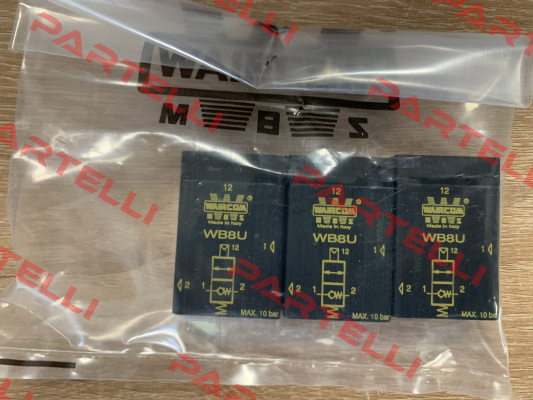 WAIRCOM
M B S
12
WAIRCOM
Made in Italy
WB8U
12
1
1 2
2
MAX. 10 bar
12
WAIRCOM
Made in Italy
WB8U
12
1
1 2
2
MAX. 10 bar
12
WAIRCOM
Made in Italy
WB8U
12
1
1 2
2
MAX. 10 bar
PARTELLI
PARTELLI
PARTELLI
PARTELLI
PARTELLI
PARTELLI